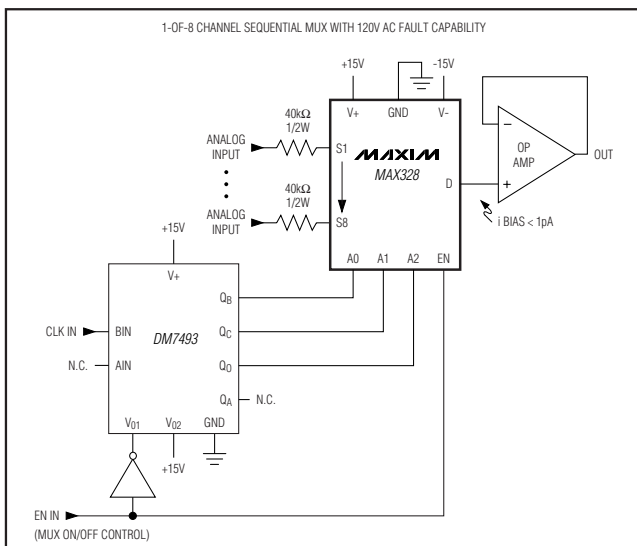 1-OF-8 CHANNEL SEQUENTIAL MUX WITH 120V AC FAULT CAPABILITY
+15V
-15V
V+
GND
V-
40kΩ
1/2W
ANALOG
INPUT
S1
MAXIM
MAX328
OP
AMP
OUT
D
i BIAS < 1pA
40kΩ
1/2W
ANALOG
INPUT
S8
A0
A1
A2
EN
+15V
V+
QB
CLK IN
BIN
DM7493
QC
N.C.
AIN
QD
QA
N.C.
V01
V02
GND
+15V
EN IN
(MUX ON/OFF CONTROL)